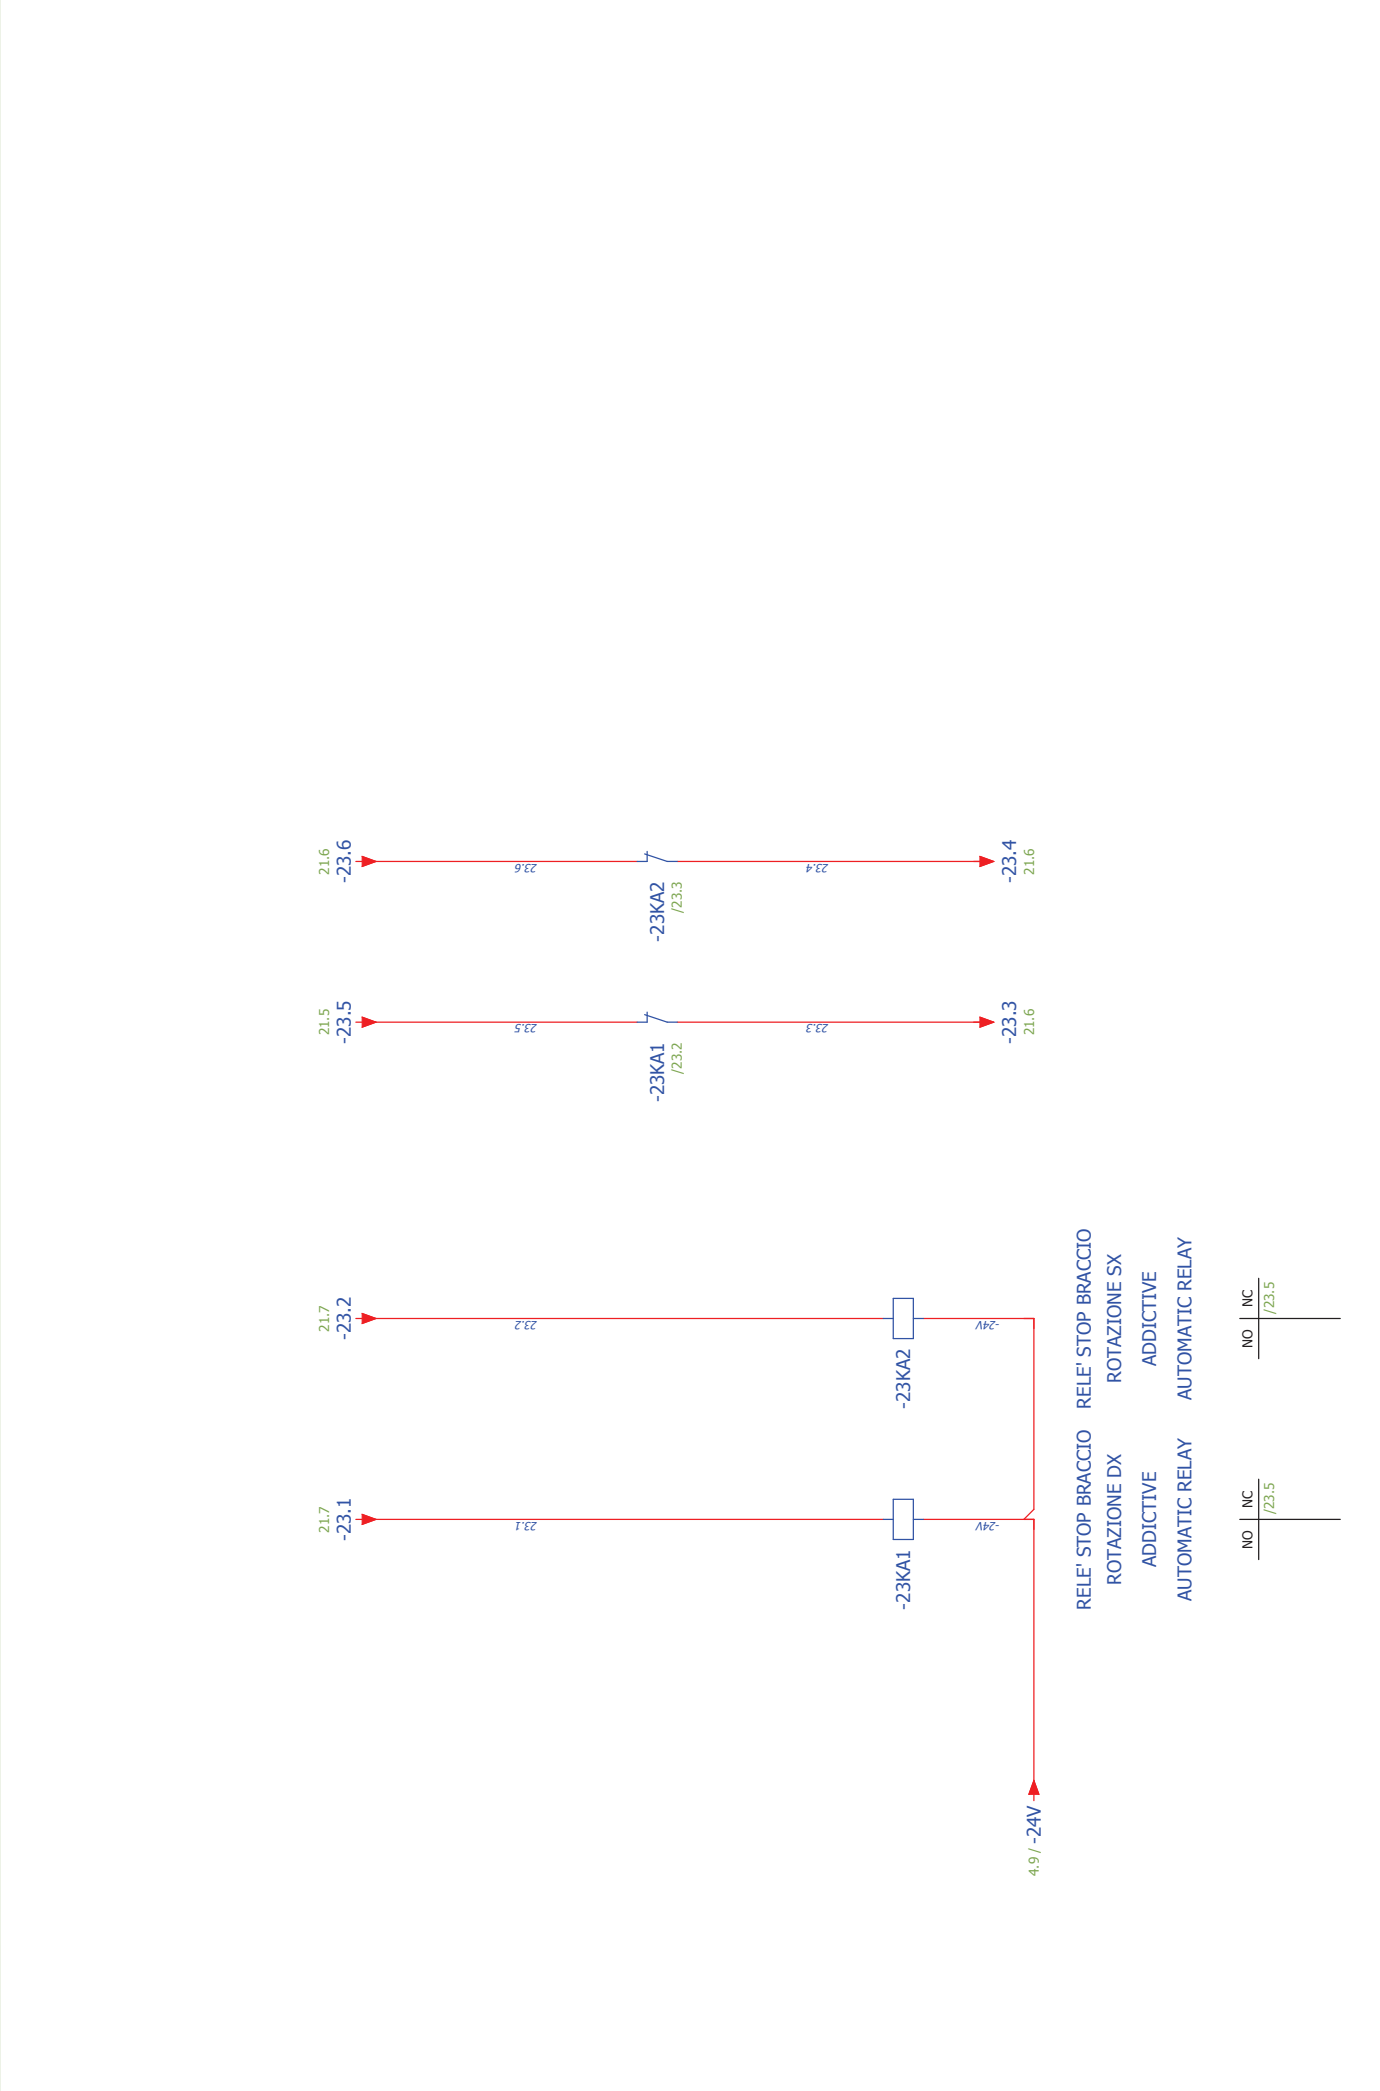 21.7
-23.1
21.7
-23.2
21.5
-23.5
21.6
-23.6
23.1
23.2
23.5
23.6
-23KA1
/23.2
-23KA2
/23.3
23.3
23.4
-23KA1
-23KA2
-24V
-24V
-23.3
21.6
-23.4
21.6
4.9 / -24V
RELE' STOP BRACCIO
ROTAZIONE DX
ADDICTIVE
AUTOMATIC RELAY
RELE' STOP BRACCIO
ROTAZIONE SX
ADDICTIVE
AUTOMATIC RELAY
NO NC
/23.5
NO NC
/23.5